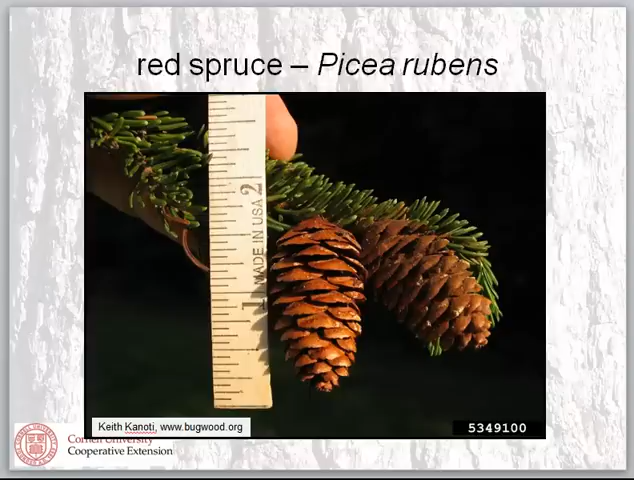 red spruce – Picea rubens
2
MADE IN USA
1
Keith Kanoti, www.bugwood.org
5349100
Cornell University
Cooperative Extension